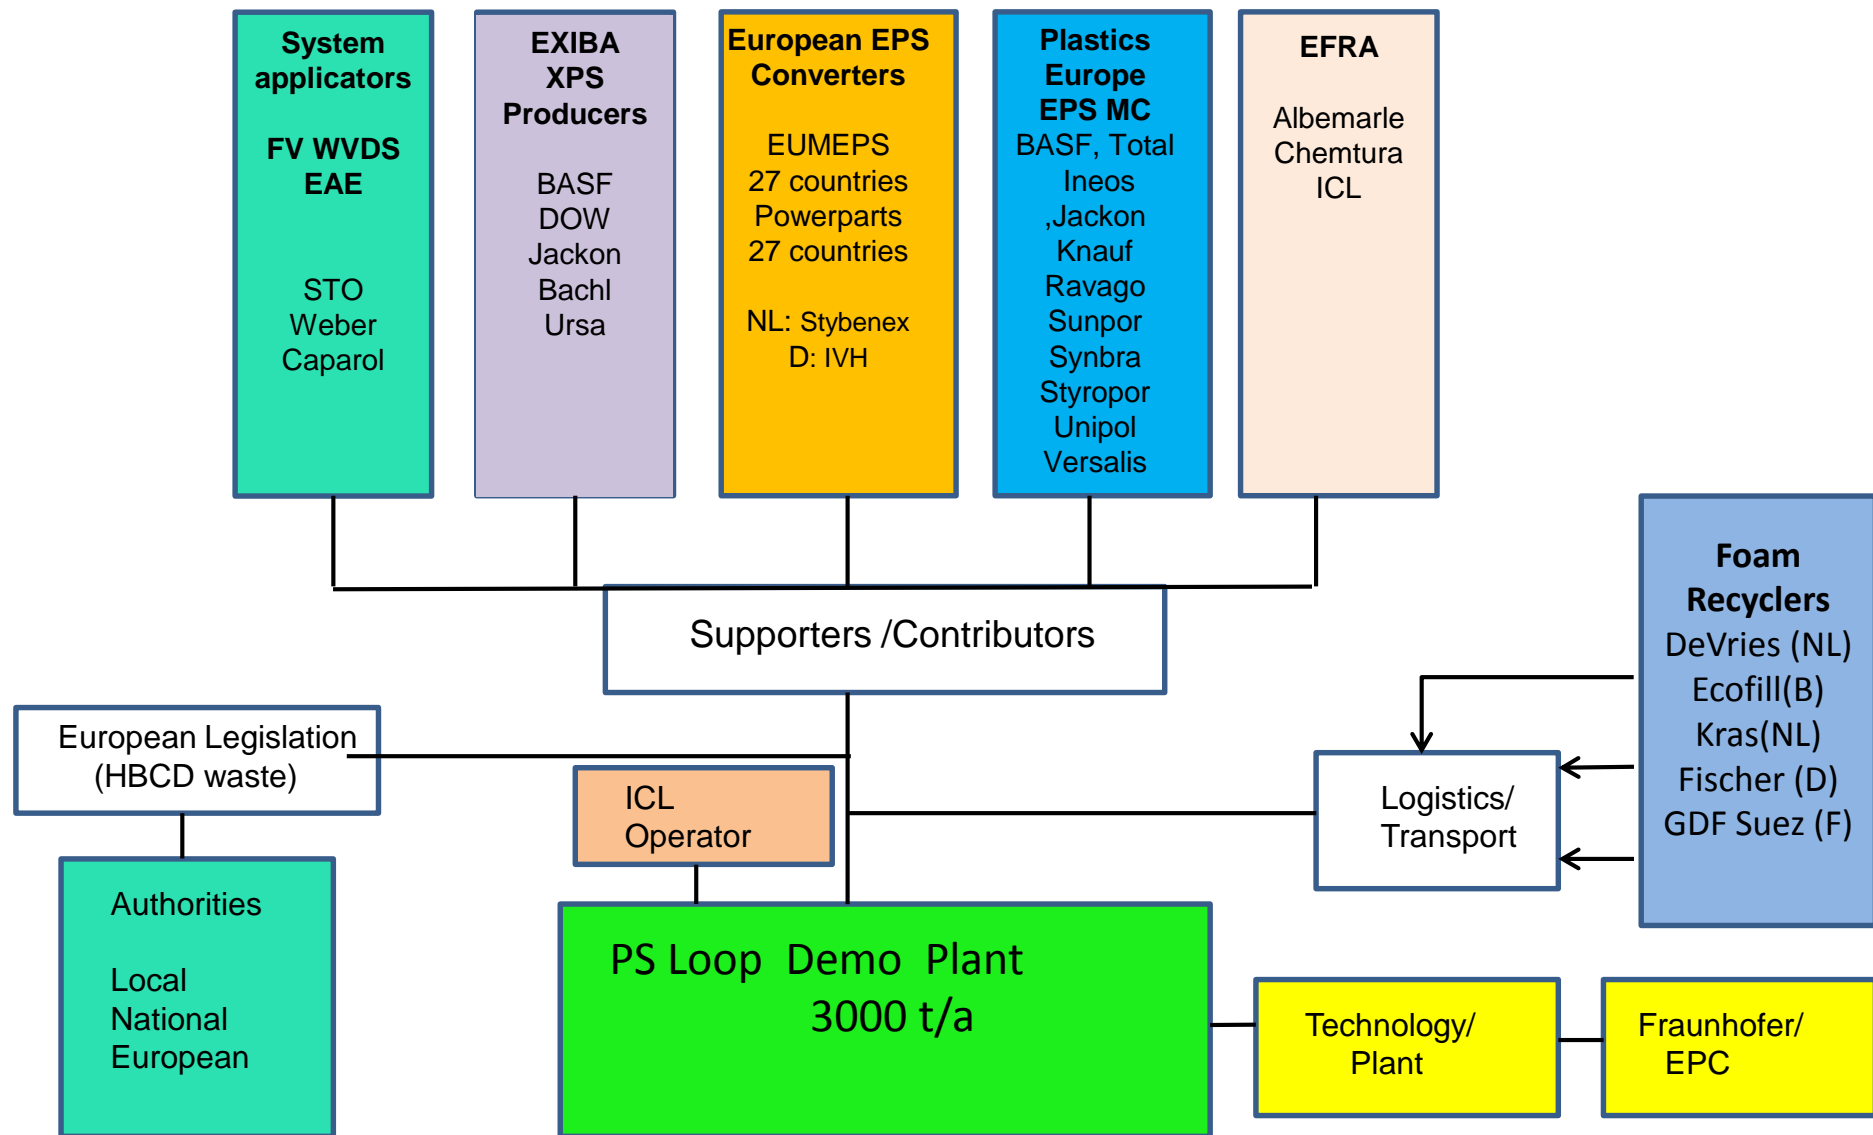 System
applicators
FV WVDS
EAE
STO
Weber
Caparol
EXIBA
XPS
Producers
BASF
DOW
Jackon
Bachl
Ursa
European EPS
Converters
EUMEPS
27 countries
Powerparts
27 countries
NL: Stybenex
D: IVH
Plastics
Europe
EPS MC
BASF, Total
Ineos
,Jackon
Knauf
Ravago
Sunpor
Synbra
Styropor
Unipol
Versalis
EFRA
Albemarle
Chemtura
ICL
Foam
Recyclers
DeVries (NL)
Ecofill(B)
Kras(NL)
Fischer (D)
GDF Suez (F)
Supporters /Contributors
European Legislation
(HBCD waste)
ICL
Operator
Logistics/
Transport
Authorities
Local
National
European
PS Loop Demo Plant
3000 t/a
Technology/
Plant
Fraunhofer/
EPC